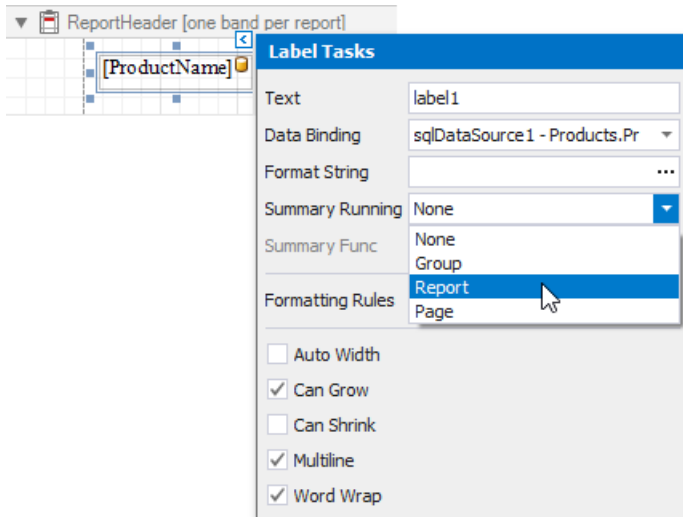 ReportHeader [one band per report]
[ProductName]
Label Tasks
Text label1
Data Binding sqlDataSource1 - Products.Pr
Format String ...
Summary Running None
Summary Func
None
Group
Report
Page
Formatting Rules
Auto Width
Can Grow
Can Shrink
Multiline
Word Wrap